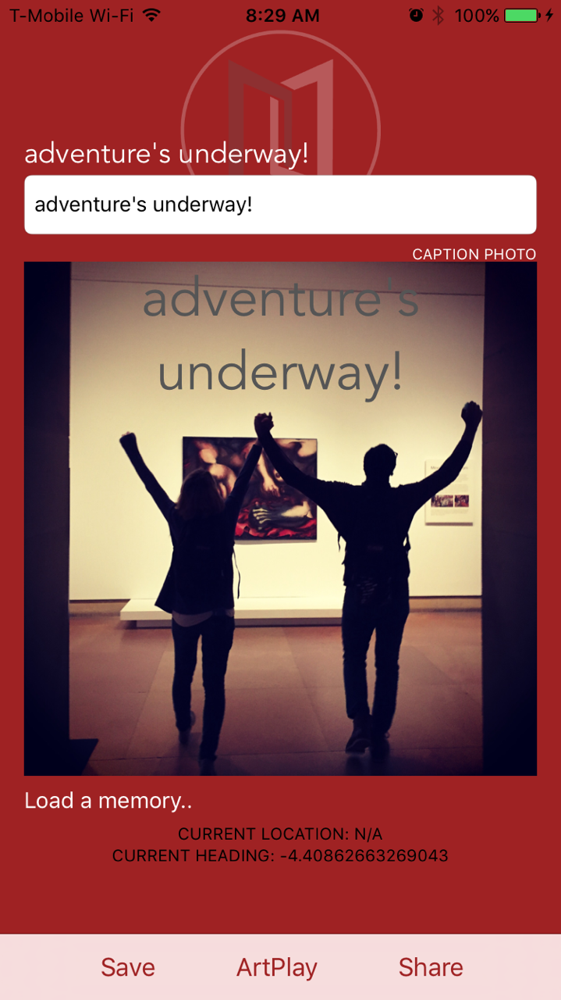 T-Mobile Wi-Fi 8:29 AM 100%
adventure's underway!
adventure's underway!
CAPTION PHOTO
adventure's
underway!
Load a memory..
CURRENT LOCATION: N/A
CURRENT HEADING: -4.40862663269043
Save ArtPlay Share